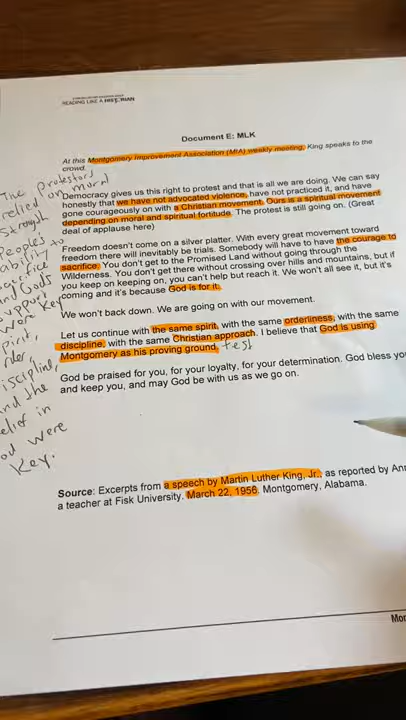 READING LIKE A HISTORIAN
Document E: MLK
At this Montgomery Improvement Association (MIA) weekly meeting, King speaks to the
crowd.
Democracy gives us this right to protest and that is all we are doing. We can say
honestly that we have not advocated violence, have not practiced it, and have
gone courageously on with a Christian movement. Ours is a spiritual movement
depending on moral and spiritual fortitude. The protest is still going on. (Great
deal of applause here)
Freedom doesn't come on a silver platter. With every great movement toward
freedom there will inevitably be trials. Somebody will have to have the courage to
sacrifice. You don't get to the Promised Land without going through the
Wilderness. You don't get there without crossing over hills and mountains, but if
you keep on keeping on, you can't help but reach it. We won't all see it, but it's
coming and it's because God is for it.
We won't back down. We are going on with our movement.
Let us continue with the same spirit, with the same orderliness, with the same
discipline, with the same Christian approach. I believe that God is using
Montgomery as his proving ground. test
God be praised for you, for your loyalty, for your determination. God bless you
and keep you, and may God be with us as we go on.
Source: Excerpts from a speech by Martin Luther King, Jr., as reported by
a teacher at Fisk University. March 22, 1956. Montgomery, Alabama.
The protestors
relied on moral
strength
Peoples
ability to
and Gods
support
were key
spirit,
discipline,
and the
belief in
God were
Key.